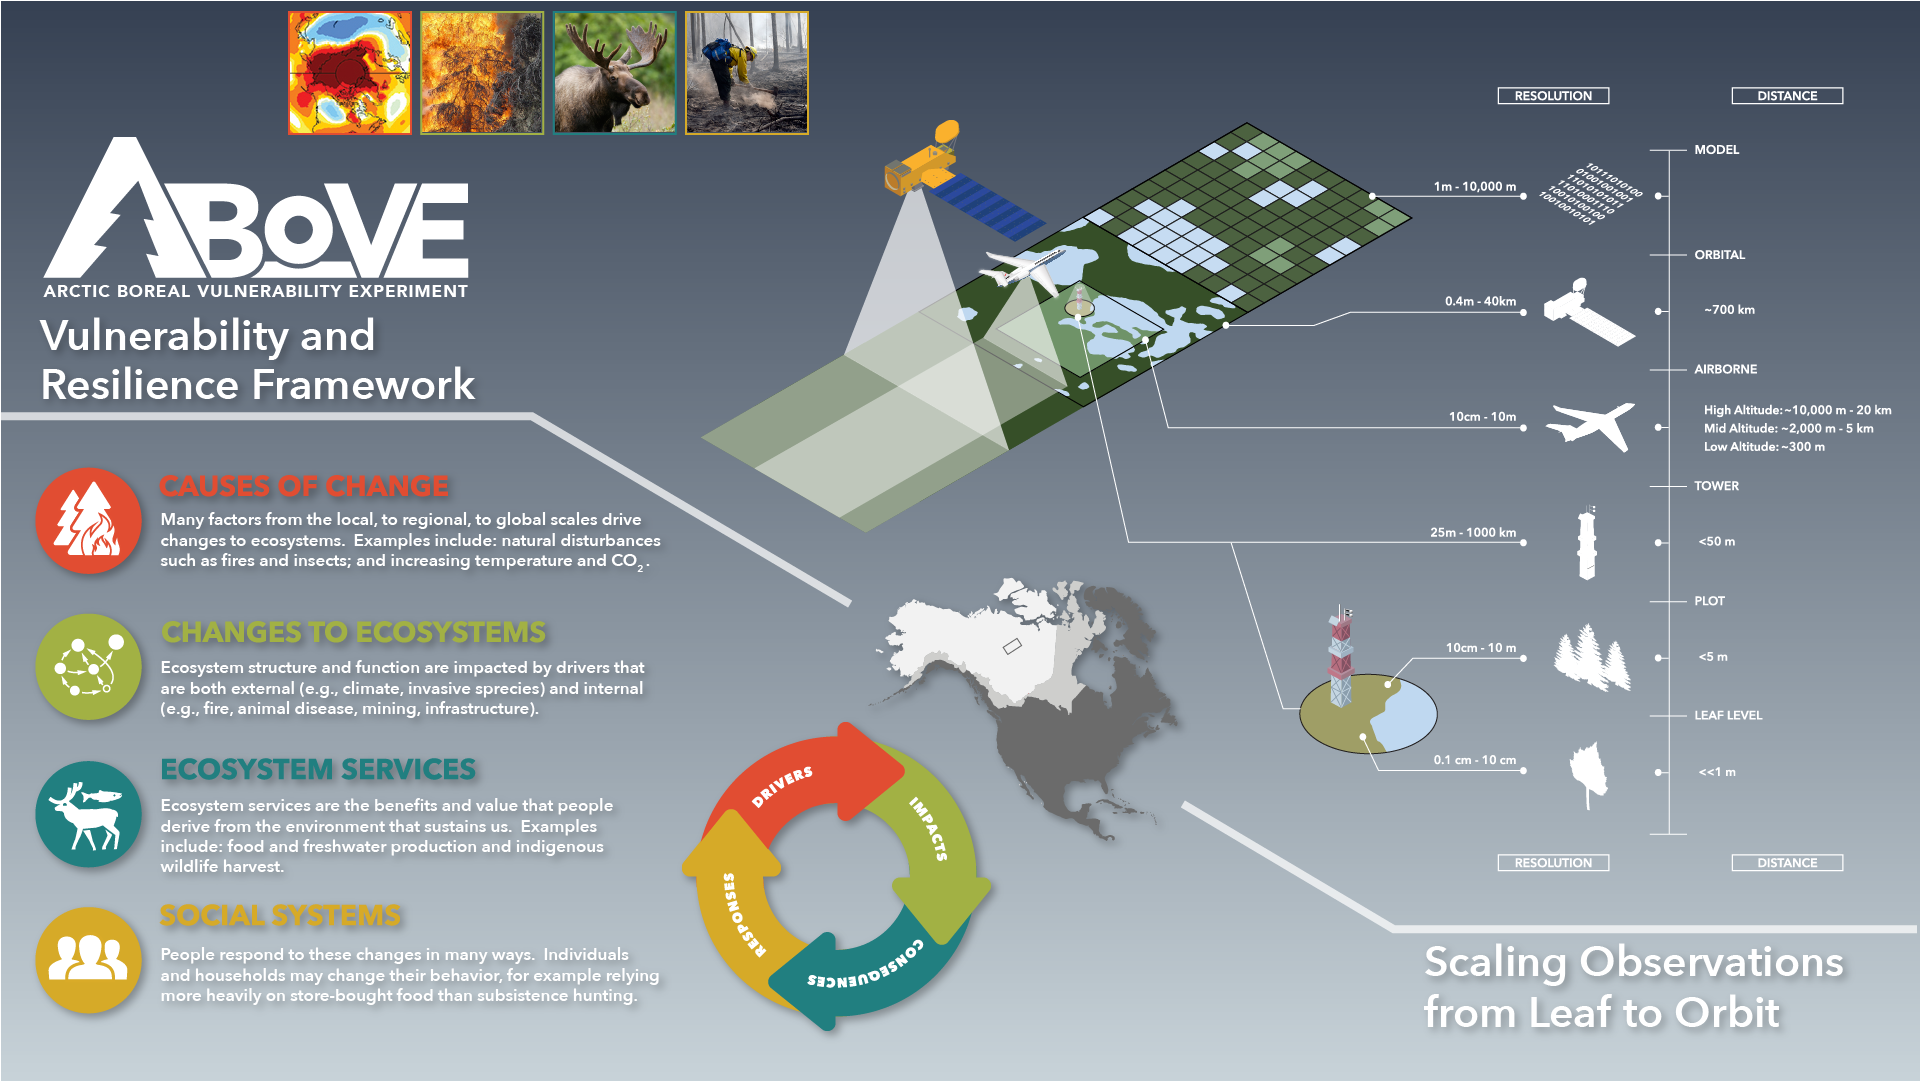 ABOVE
ARCTIC BOREAL VULNERABILITY EXPERIMENT
Vulnerability and
Resilience Framework
CAUSES OF CHANGE
Many factors from the local, to regional, to global scales drive
changes to ecosystems. Examples include: natural disturbances
such as fires and insects; and increasing temperature and CO2.
CHANGES TO ECOSYSTEMS
Ecosystem structure and function are impacted by drivers that
are both external (e.g., climate, invasive sprecies) and internal
(e.g., fire, animal disease, mining, infrastructure).
ECOSYSTEM SERVICES
Ecosystem services are the benefits and value that people
derive from the environment that sustains us. Examples
include: food and freshwater production and indigenous
wildlife harvest.
SOCIAL SYSTEMS
People respond to these changes in many ways. Individuals
and households may change their behavior, for example relying
more heavily on store-bought food than subsistence hunting.
DRIVERS
IMPACTS
CONSEQUENCES
RESPONSES
RESOLUTION
DISTANCE
MODEL
1m - 10,000 m
10111010100
01001001001
11010101011
11010001110
10010100100
10010010101
ORBITAL
0.4m - 40km
~700 km
AIRBORNE
10cm - 10m
High Altitude: ~10,000 m - 20 km
Mid Altitude: ~2,000 m - 5 km
Low Altitude: ~300 m
TOWER
25m - 1000 km
<50 m
PLOT
10cm - 10 m
<5 m
LEAF LEVEL
0.1 cm - 10 cm
<<1 m
RESOLUTION
DISTANCE
Scaling Observations
from Leaf to Orbit